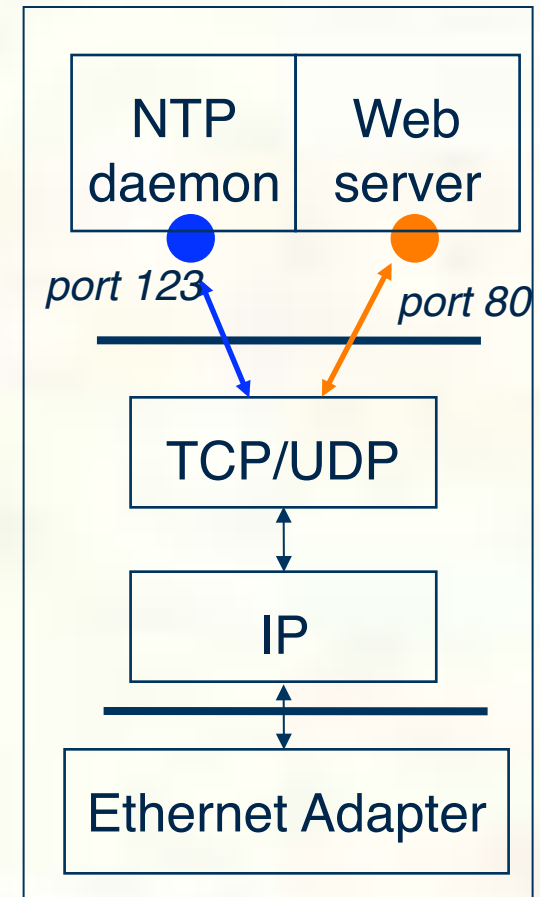 NTP
daemon
Web
server
port 123
port 80
TCP/UDP
IP
Ethernet Adapter